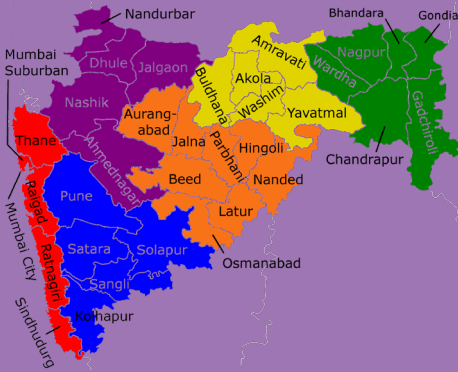 Nandurbar
Bhandara
Gondia
Mumbai
Suburban
Dhule
Jalgaon
Buldhana
Akola
Amravati
Washim
Wardha
Nagpur
Nashik
Aurang-
abad
Yavatmal
Gadchiroli
Thane
Jalna
Parbhani
Hingoli
Chandrapur
Ahmednagar
Beed
Nanded
Raigad
Pune
Latur
Mumbai City
Satara
Solapur
Osmanabad
Ratnagiri
Sangli
Kolhapur
Sindhudurg